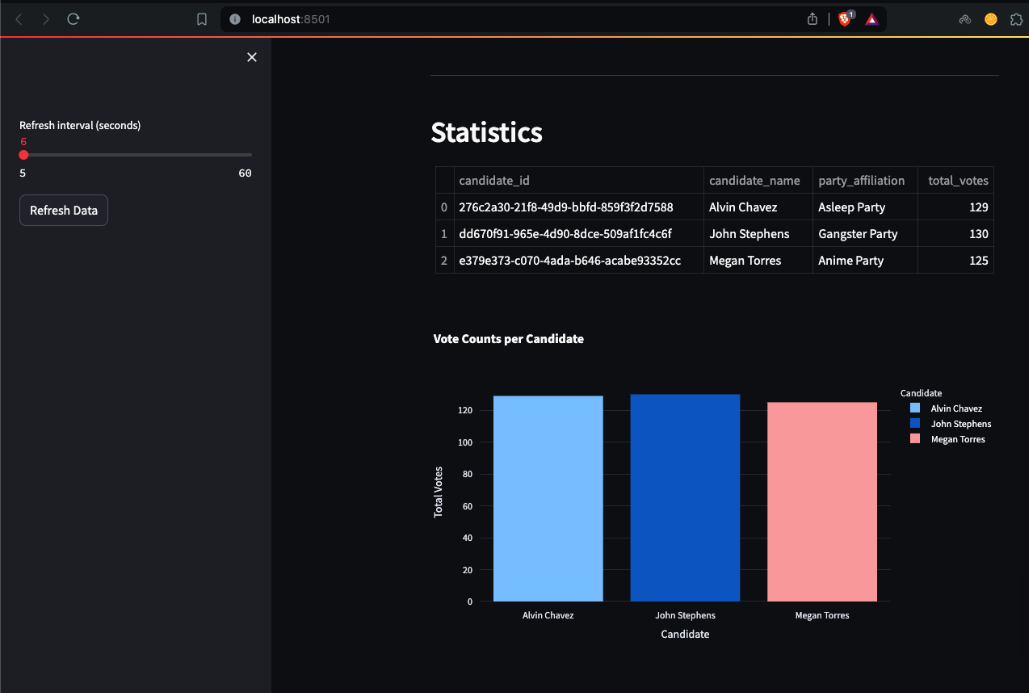 localhost:8501
1
Refresh interval (seconds)
6
5 60
Refresh Data
Statistics
candidate_id candidate_name party_affiliation total_votes
0 276c2a30-21f8-49d9-bbfd-859f3f2d7588 Alvin Chavez Asleep Party 129
1 dd670f91-965e-4d90-8dce-509af1fc4c6f John Stephens Gangster Party 130
2 e379e373-c070-4ada-b646-acabe93352cc Megan Torres Anime Party 125
Vote Counts per Candidate
Candidate
Alvin Chavez
John Stephens
Megan Torres
Total Votes
120
100
80
60
40
20
0
Alvin Chavez John Stephens Megan Torres
Candidate